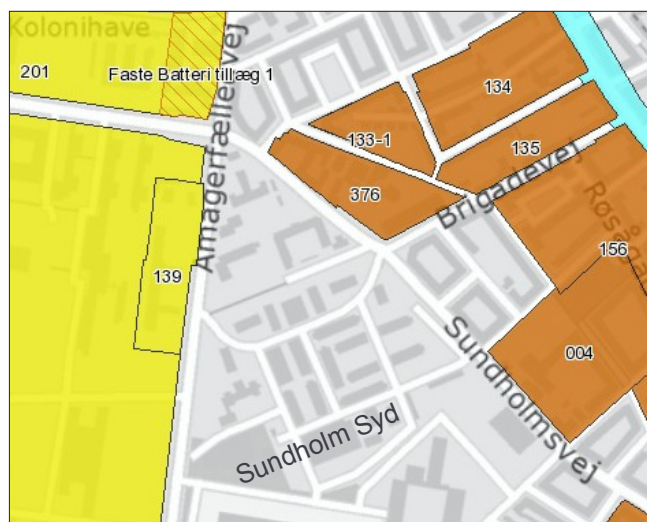 Kolonihave
201
Faste Batteri tillæg 1
Amagerfælledvej
134
133-1
135
376
Brigadevej
139
156
004
Sundholmsvej
Sundholm Syd